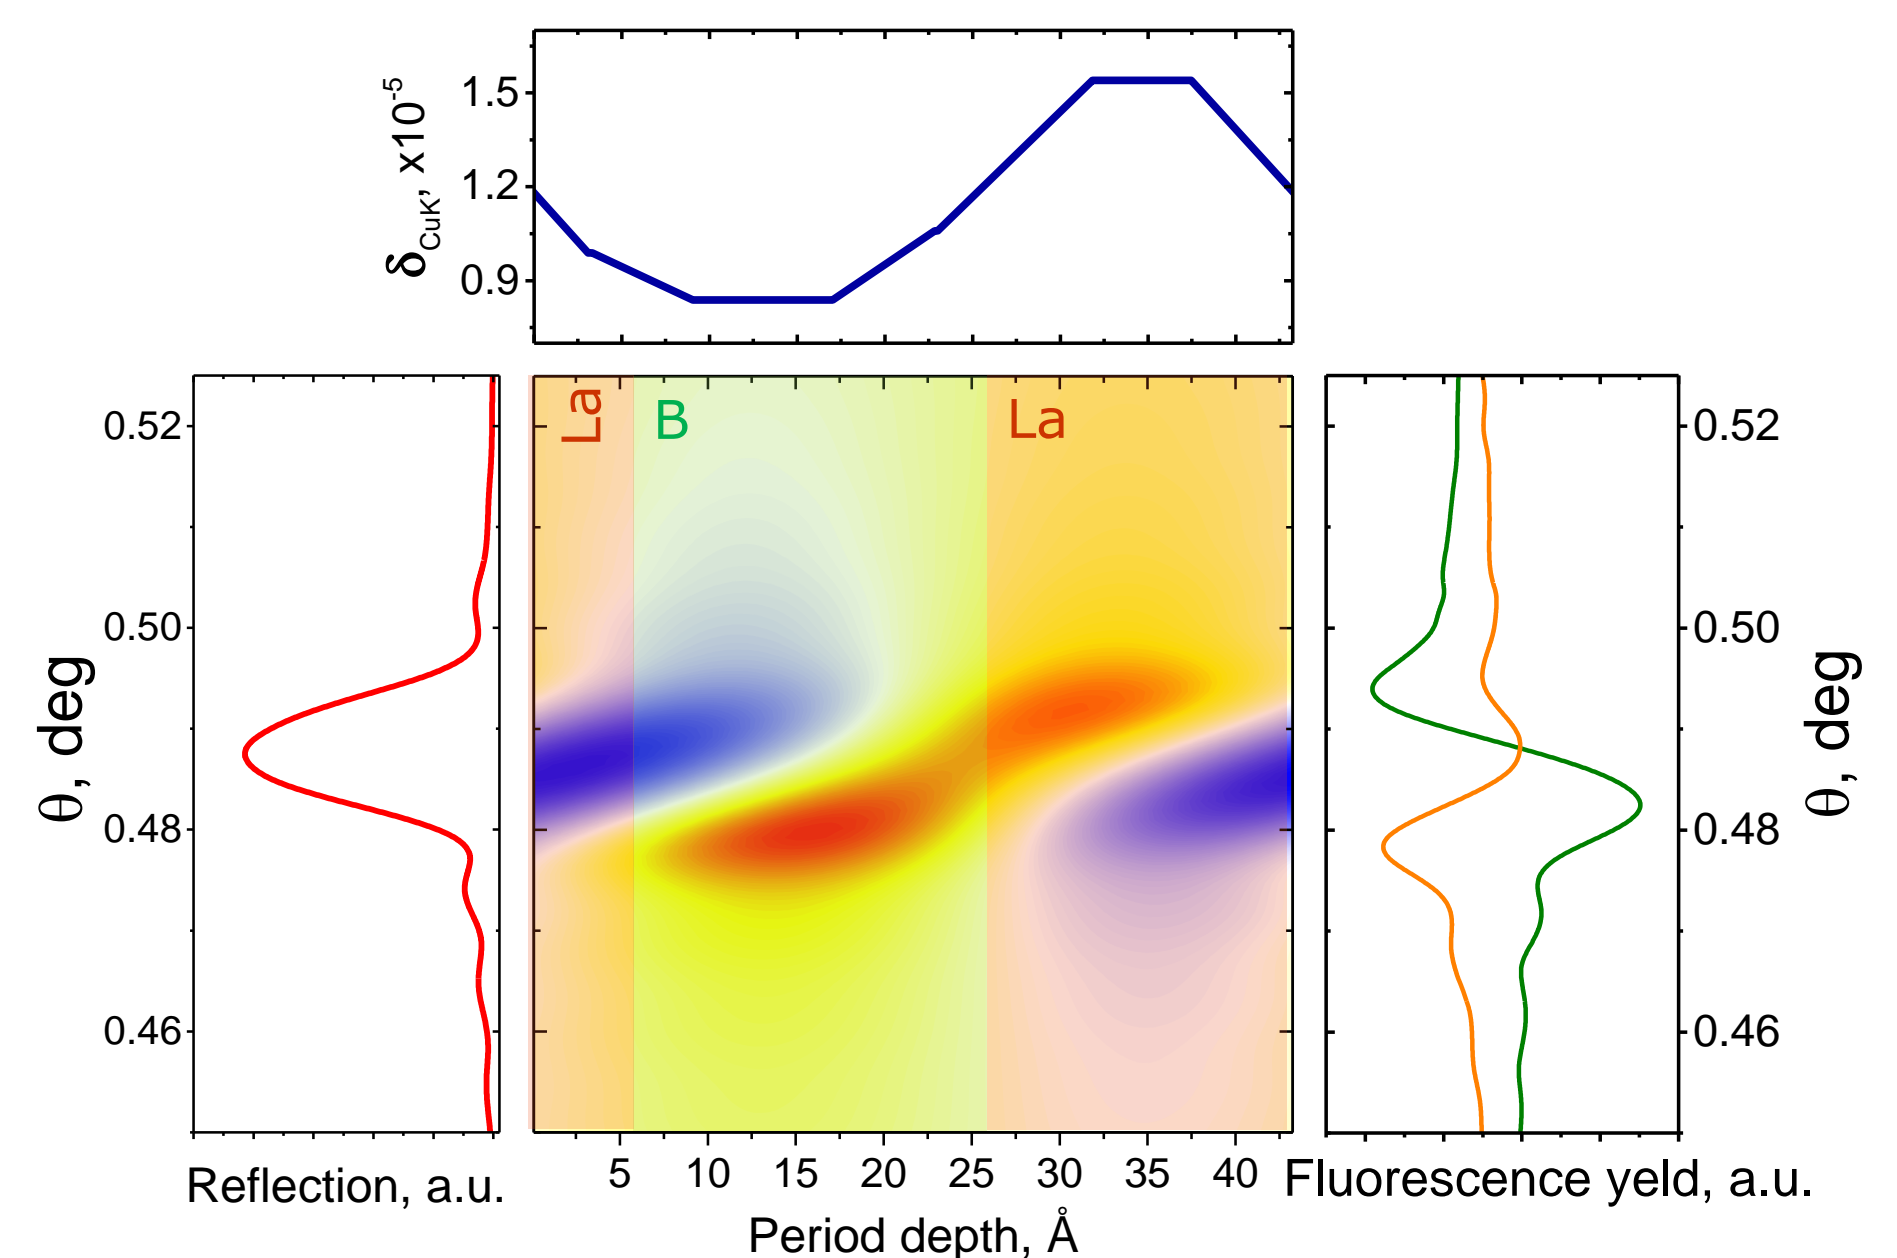 δCuK, x10-5
1.5
1.2
0.9
La
B
La
θ, deg
0.52
0.50
0.48
0.46
0.52
0.50
0.48
0.46
θ, deg
5 10 15 20 25 30 35 40
Reflection, a.u.
Period depth, Å
Fluorescence yeld, a.u.